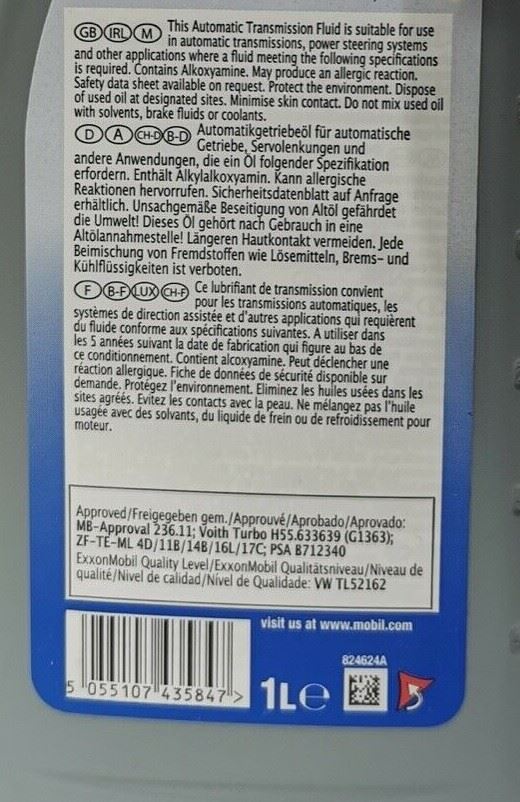 GB IRL M This Automatic Transmission Fluid is suitable for use
in automatic transmissions, power steering systems
and other applications where a fluid meeting the following specifications
is required. Contains Alkoxyamine. May produce an allergic reaction.
Safety data sheet available on request. Protect the environment. Dispose
of used oil at designated sites. Minimise skin contact. Do not mix used oil
with solvents, brake fluids or coolants.
D A CH-D B-D Automatikgetriebeöl für automatische
Getriebe, Servolenkungen und
andere Anwendungen, die ein Öl folgender Spezifikation
erfordern. Enthält Alkylalkoxyamin. Kann allergische
Reaktionen hervorrufen. Sicherheitsdatenblatt auf Anfrage
erhältlich. Unsachgemäße Beseitigung von Altöl gefährdet
die Umwelt! Dieses Öl gehört nach Gebrauch in eine
Altölannahmestelle! Längeren Hautkontakt vermeiden. Jede
Beimischung von Fremdstoffen wie Lösemitteln, Brems- und
Kühlflüssigkeiten ist verboten.
F B-F LUX CH-F Ce lubrifiant de transmission convient
pour les transmissions automatiques, les
systèmes de direction assistée et d'autres applications qui requièrent
du fluide conforme aux spécifications suivantes. A utiliser dans
les 5 années suivant la date de fabrication qui figure au bas de
ce conditionnement. Contient alcoxyamine. Peut déclencher une
réaction allergique. Fiche de données de sécurité disponible sur
demande. Protégez l'environnement. Eliminez les huiles usées dans les
sites agréés. Evitez les contacts avec la peau. Ne mélangez pas l'huile
usagée avec des solvants, du liquide de frein ou de refroidissement pour
moteur.
Approved/Freigegeben gem./Approuvé/Aprobado/Aprovado:
MB-Approval 236.11; Voith Turbo H55.633639 (G1363);
ZF-TE-ML 4D/11B/14B/16L/17C; PSA B712340
ExxonMobil Quality Level/ExxonMobil Qualitätsniveau/Niveau de
qualité/Nivel de calidad/Nível de Qualidade: VW TL52162
visit us at www.mobil.com
824624A
5 055107 435847 >
1L e